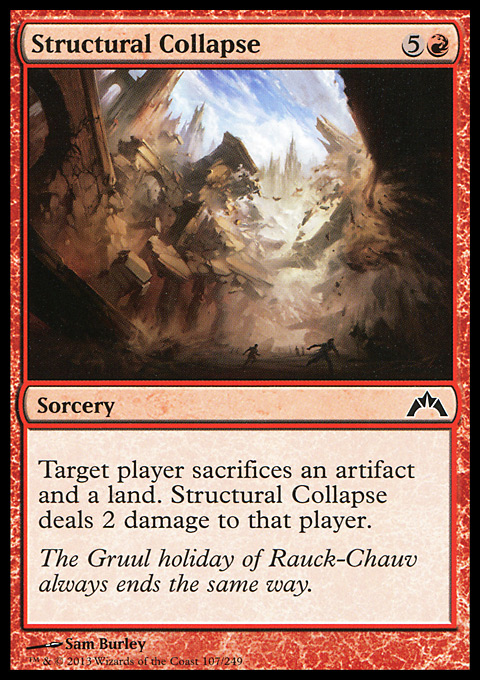 Structural Collapse 5
Sorcery
Target player sacrifices an artifact
and a land. Structural Collapse
deals 2 damage to that player.
The Gruul holiday of Rauck-Chauv
always ends the same way.
Sam Burley
™ & © 2013 Wizards of the Coast 107/249